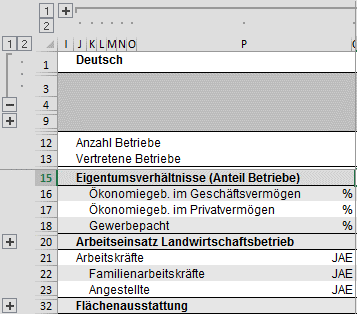 1
2
1 2 I J K L M N O P Q
1 Deutsch
3
4
9
12 Anzahl Betriebe
13 Vertretene Betriebe
15 Eigentumsverhältnisse (Anteil Betriebe)
16 Ökonomiegeb. im Geschäftsvermögen %
17 Ökonomiegeb. im Privatvermögen %
18 Gewerbepacht %
20 Arbeitseinsatz Landwirtschaftsbetrieb
21 Arbeitskräfte JAE
22 Familienarbeitskräfte JAE
23 Angestellte JAE
32 Flächenausstattung